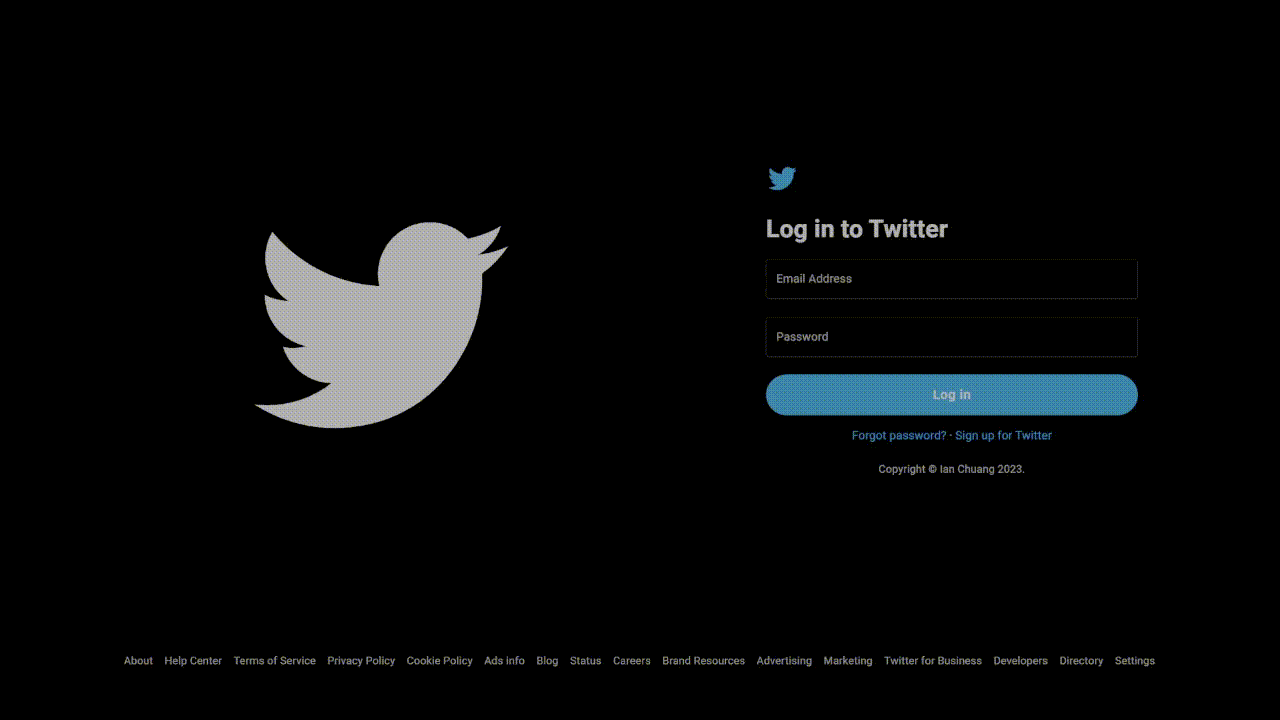 Log in to Twitter
Email Address
Password
Log in
Forgot password? · Sign up for Twitter
Copyright © Ian Chuang 2023.
About Help Center Terms of Service Privacy Policy Cookie Policy Ads info Blog Status Careers Brand Resources Advertising Marketing Twitter for Business Developers Directory Settings